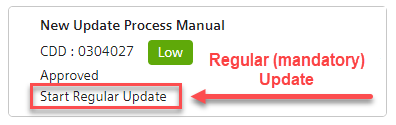 New Update Process Manual
CDD : 0304027 Low
Approved
Start Regular Update
Regular (mandatory)
Update